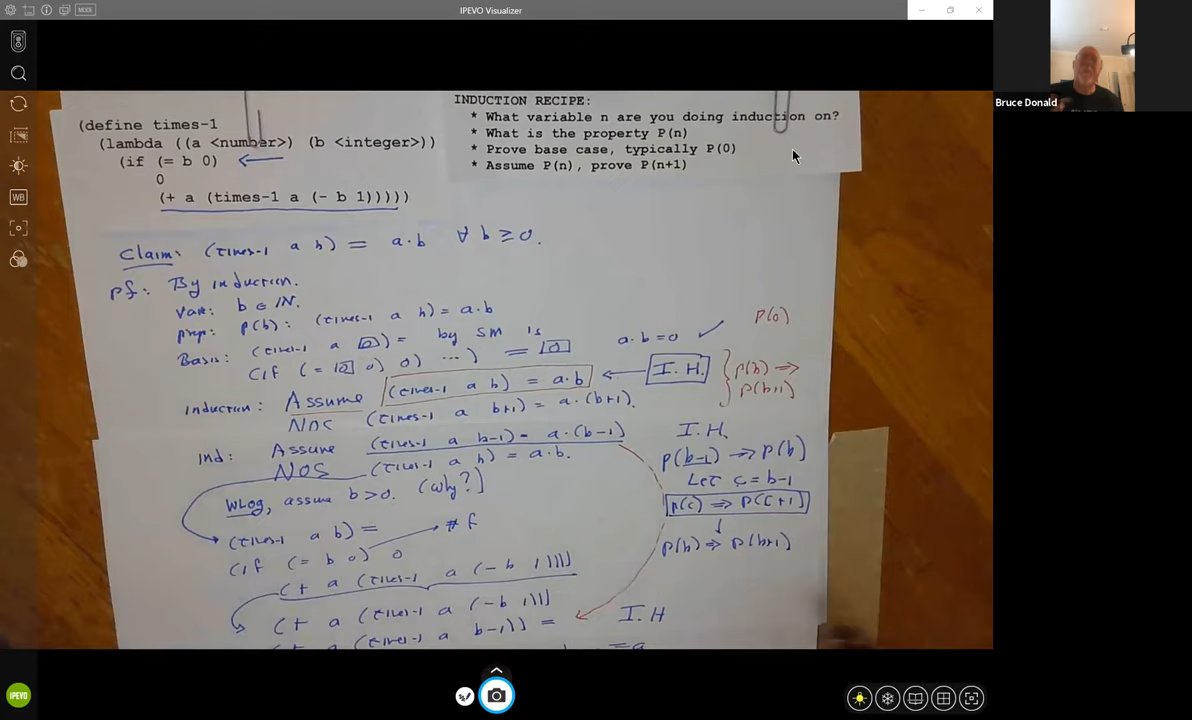 IPEVO Visualizer
MODE
Bruce Donald
(define times-1
(lambda ((a <number>) (b <integer>))
(if (= b 0)
0
(+ a (times-1 a (- b 1)))))
INDUCTION RECIPE:
* What variable n are you doing induction on?
* What is the property P(n)
* Prove base case, typically P(0)
* Assume P(n), prove P(n+1)
Claim: (times-1 a b) = a·b ∀ b ≥ 0.
pf: By induction.
Var: b ∈ IN.
prop: P(b): (times-1 a b) = a·b
Basis: (times-1 a 0) = by SM is
(if (= 0 0) 0) ...) = 0
a·b = 0 ✓
P(0)
Induction: Assume (times-1 a b) = a·b ← I.H.
P(b) ⇒
P(b+1)
NOS (times-1 a b+1) = a·(b+1).
Ind: Assume (times-1 a b-1) = a·(b-1)
NOS (times-1 a b) = a·b.
I.H.
P(b-1) → P(b)
Let c = b-1
P(c) ⇒ P(c+1)
↓
P(b) ⇒ P(b+1)
WLOG, assume b>0. (Why?)
(times-1 a b) =
(if (= b 0) 0 → #f
(+ a (times-1 a (- b 1))))
(+ a (times-1 a (- b 1)))
(+ a (times-1 a b-1)) =
I.H
WB
IPEVO